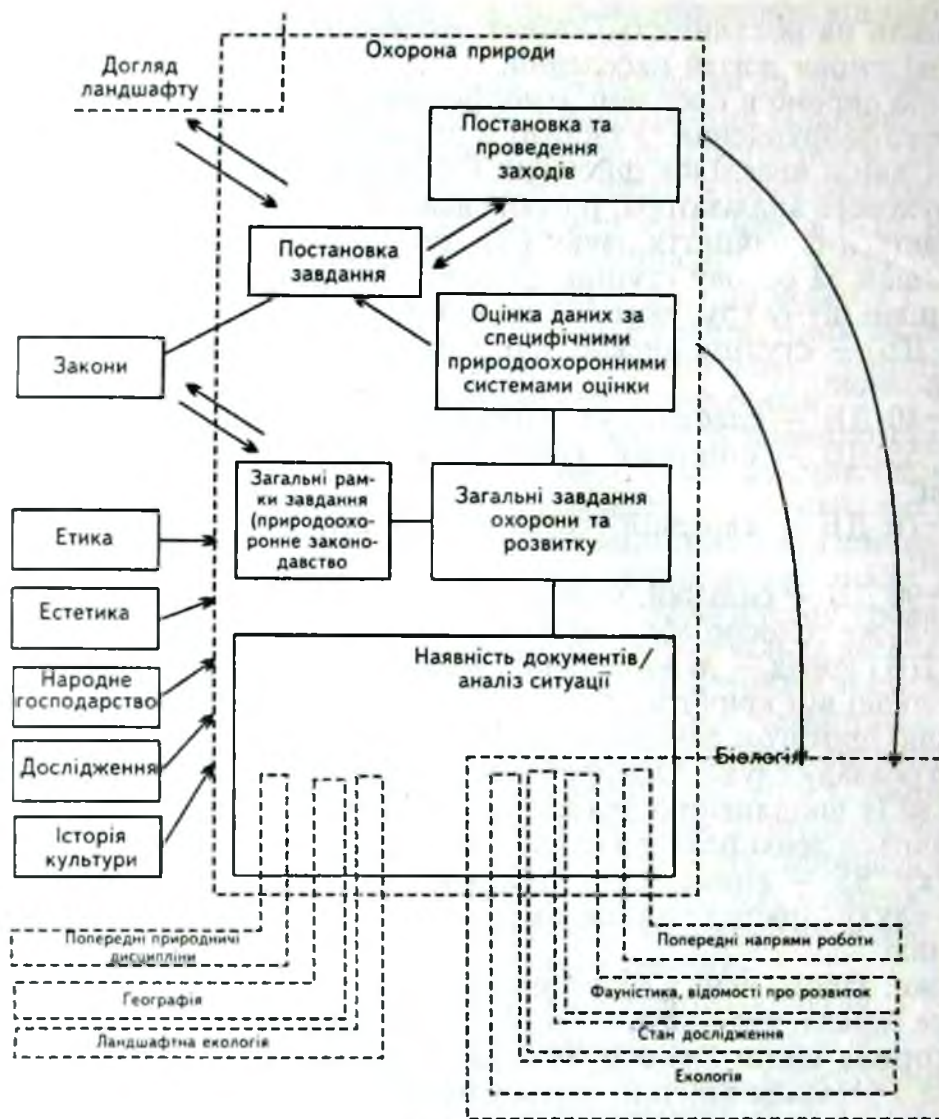 Охорона природи
Догляд
ландшафту
Постановка та
проведення
заходів
Постановка
завдання
Оцінка даних за
специфічними
природоохоронними
системами оцінки
Закони
Загальні рам-
ки завдання
(природоохо-
ронне законо-
давство
Загальні завдання
охорони та
розвитку
Етика
Естетика
Народне
господарство
Дослідження
Історія
культури
Наявність документів/
аналіз ситуації
Біологія
Попередні природничі
дисципліни
Географія
Ландшафтна екологія
Попередні напрями роботи
Фауністика, відомості про розвиток
Стан дослідження
Екологія